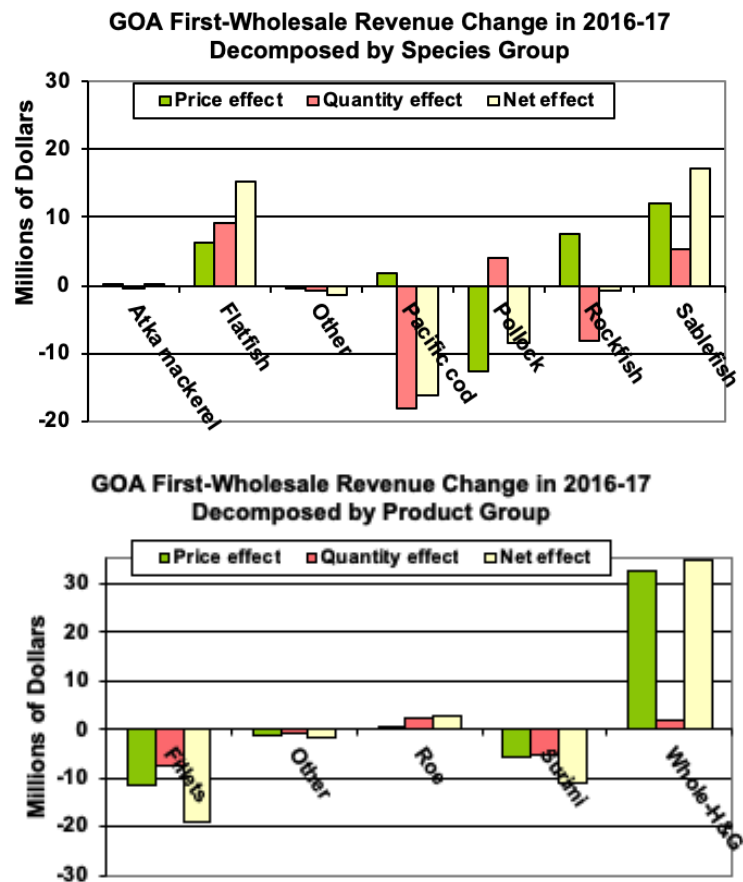 GOA First-Wholesale Revenue Change in 2016-17
Decomposed by Species Group
Millions of Dollars
30
20
10
0
-10
-20
Price effect Quantity effect Net effect
Atka mackerel
Flatfish
Other
Pacific cod
Pollock
Rockfish
Sablefish
GOA First-Wholesale Revenue Change in 2016-17
Decomposed by Product Group
Millions of Dollars
30
20
10
0
-10
-20
-30
Price effect Quantity effect Net effect
Fillets
Other
Roe
Surimi
Whole-H&G